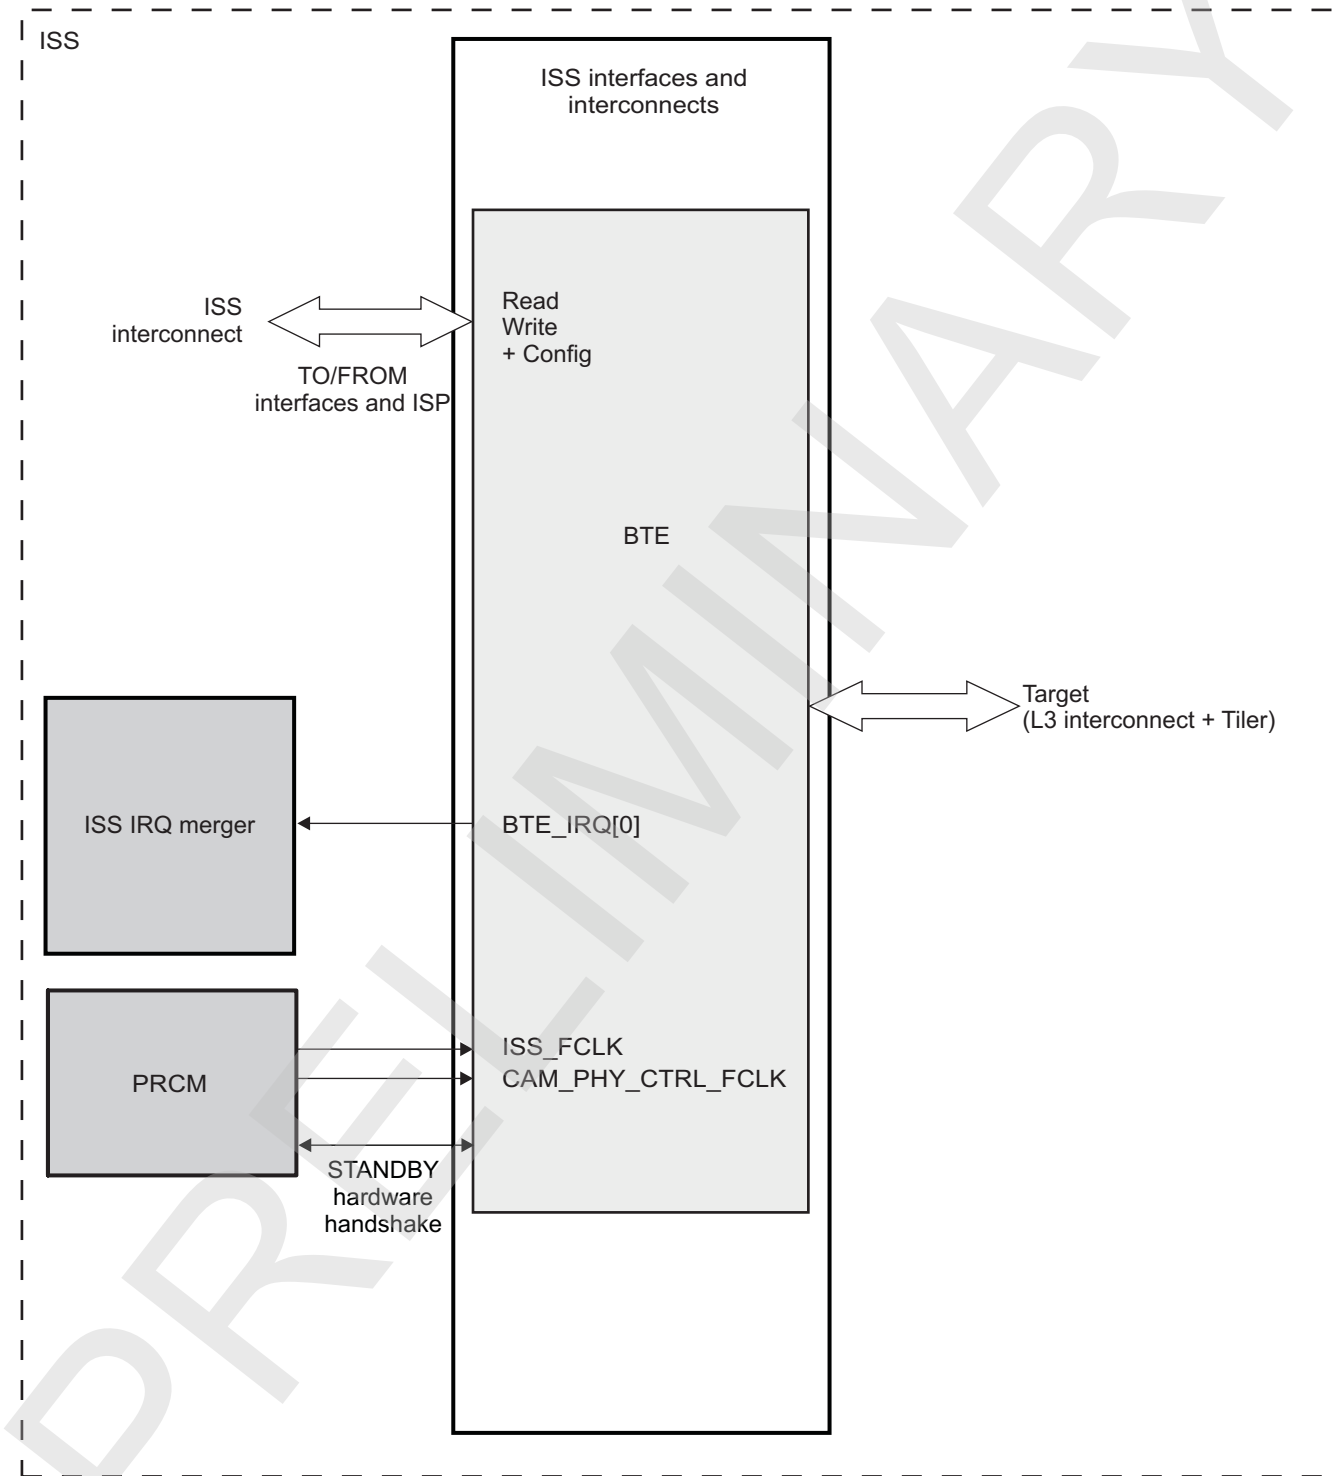 ISS
ISS interfaces and
interconnects
ISS
interconnect
TO/FROM
interfaces and ISP
Read
Write
+ Config
BTE
Target
(L3 interconnect + Tiler)
ISS IRQ merger
BTE_IRQ[0]
PRCM
ISS_FCLK
CAM_PHY_CTRL_FCLK
STANDBY
hardware
handshake
PRELIMINARY